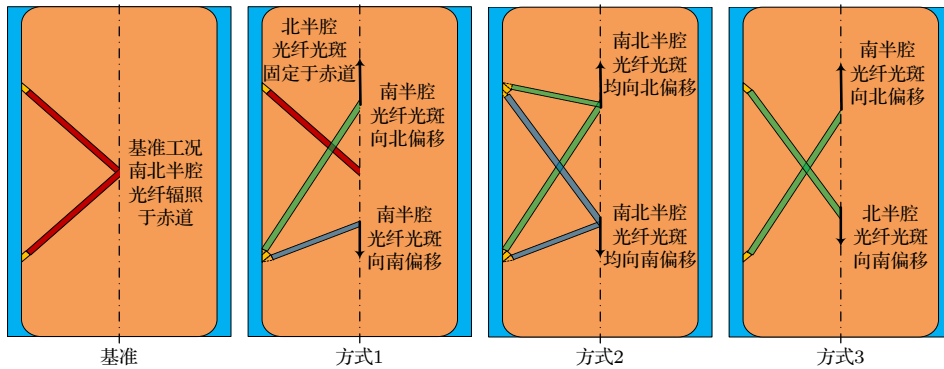 基准工况
南北半腔
光纤辐照
于赤道
基准
北半腔
光纤光斑
固定于赤道
南半腔
光纤光斑
向北偏移
南半腔
光纤光斑
向南偏移
方式1
南北半腔
光纤光斑
均向北偏移
南北半腔
光纤光斑
均向南偏移
方式2
南半腔
光纤光斑
向北偏移
北半腔
光纤光斑
向南偏移
方式3